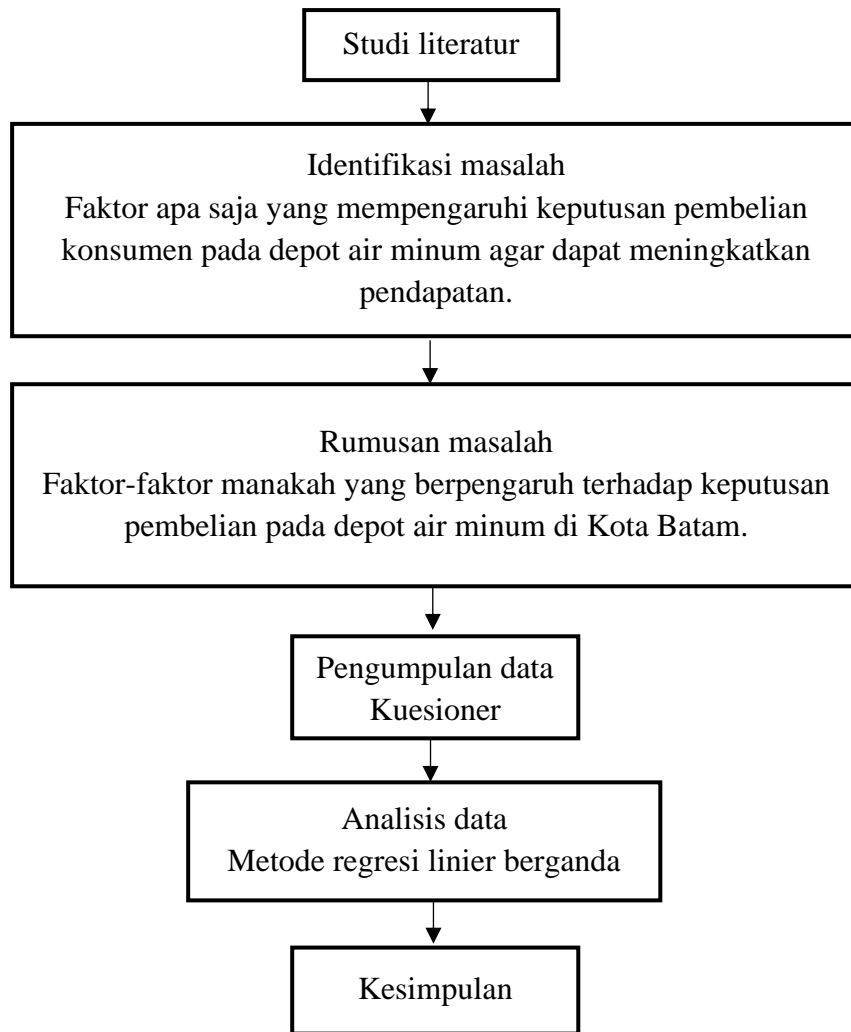 Studi literatur
Identifikasi masalah
Faktor apa saja yang mempengaruhi keputusan pembelian
konsumen pada depot air minum agar dapat meningkatkan
pendapatan.
Rumusan masalah
Faktor-faktor manakah yang berpengaruh terhadap keputusan
pembelian pada depot air minum di Kota Batam.
Pengumpulan data
Kuesioner
Analisis data
Metode regresi linier berganda
Kesimpulan